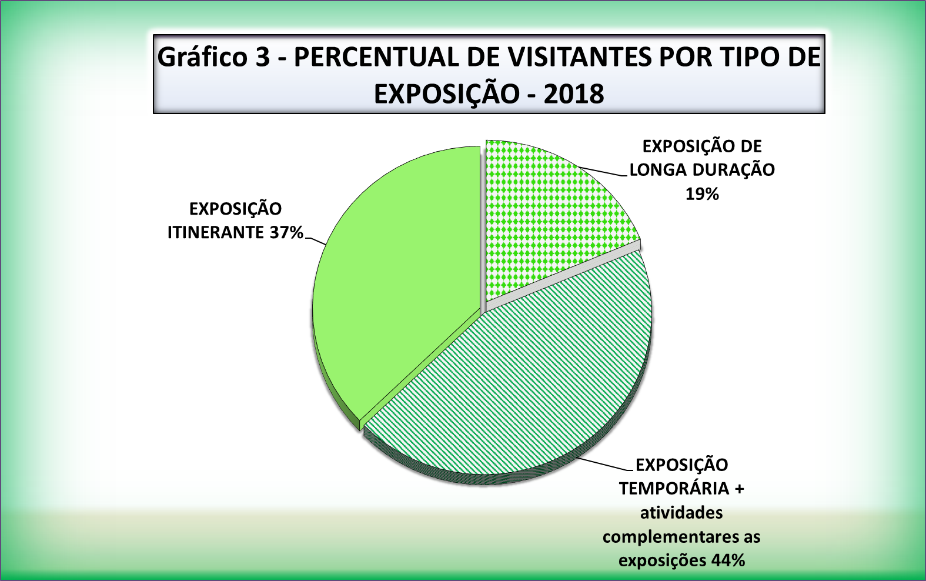 Gráfico 3 - PERCENTUAL DE VISITANTES POR TIPO DE
EXPOSIÇÃO - 2018
EXPOSIÇÃO DE
LONGA DURAÇÃO
19%
EXPOSIÇÃO
ITINERANTE 37%
EXPOSIÇÃO
TEMPORÁRIA +
atividades
complementares as
exposições 44%